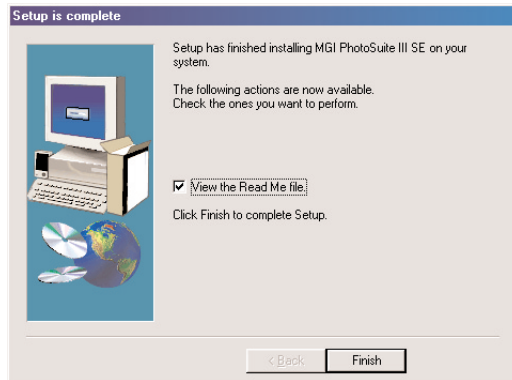 Setup is complete
Setup has finished installing MGI PhotoSuite III SE on your
system.
The following actions are now available.
Check the ones you want to perform.
View the Read Me file.
Click Finish to complete Setup.
< Back
Finish